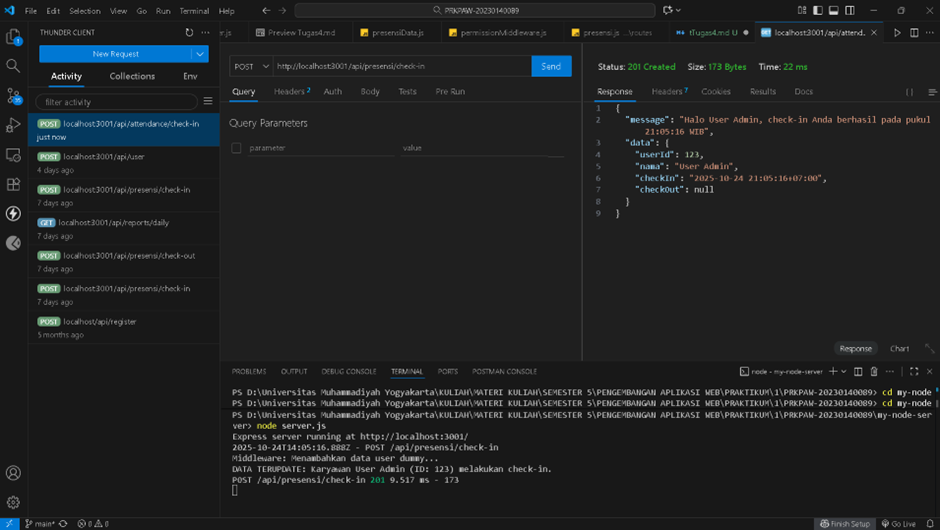 File Edit Selection View Go Run Terminal Help
PRKPAW-20230140089
THUNDER CLIENT
New Request
Activity Collections Env
filter activity
POST localhost:3001/api/attendance/check-in
just now
POST localhost:3001/api/user
4 days ago
POST localhost:3001/api/presensi/check-in
7 days ago
GET localhost:3001/api/reports/daily
7 days ago
POST localhost:3001/api/presensi/check-out
7 days ago
POST localhost:3001/api/presensi/check-in
7 days ago
POST localhost/api/register
5 months ago
r.js Preview Tugas4.md presensiData.js permissionMiddleware.js presensi.js ...\routes tTugas4.md U localhost:3001/api/attend...
POST http://localhost:3001/api/presensi/check-in Send
Query Headers 2 Auth Body Tests Pre Run
Query Parameters
parameter value
Status: 201 Created Size: 173 Bytes Time: 22 ms
Response Headers 7 Cookies Results Docs
1 {
2 "message": "Halo User Admin, check-in Anda berhasil pada pukul
21:05:16 WIB",
3 "data": {
4 "userId": 123,
5 "nama": "User Admin",
6 "checkIn": "2025-10-24 21:05:16+07:00",
7 "checkOut": null
8 }
9 }
Response Chart
PROBLEMS OUTPUT DEBUG CONSOLE TERMINAL PORTS POSTMAN CONSOLE
node - my-node-server
PS D:\Universitas Muhammadiyah Yogyakarta\KULIAH\MATERI KULIAH\SEMESTER 5\PENGEMBANGAN APLIKASI WEB\PRAKTIKUM\1\PRKPAW-20230140089> cd my-node
PS D:\Universitas Muhammadiyah Yogyakarta\KULIAH\MATERI KULIAH\SEMESTER 5\PENGEMBANGAN APLIKASI WEB\PRAKTIKUM\1\PRKPAW-20230140089> cd my-nod
PS D:\Universitas Muhammadiyah Yogyakarta\KULIAH\MATERI KULIAH\SEMESTER 5\PENGEMBANGAN APLIKASI WEB\PRAKTIKUM\1\PRKPAW-20230140089\my-node-ser
ver> node server.js
Express server running at http://localhost:3001/
2025-10-24T14:05:16.888Z - POST /api/presensi/check-in
Middleware: Menambahkan data user dummy...
DATA TERUPDATE: Karyawan User Admin (ID: 123) melakukan check-in.
POST /api/presensi/check-in 201 9.517 ms - 173
main* 0 0 Finish Setup Go Live